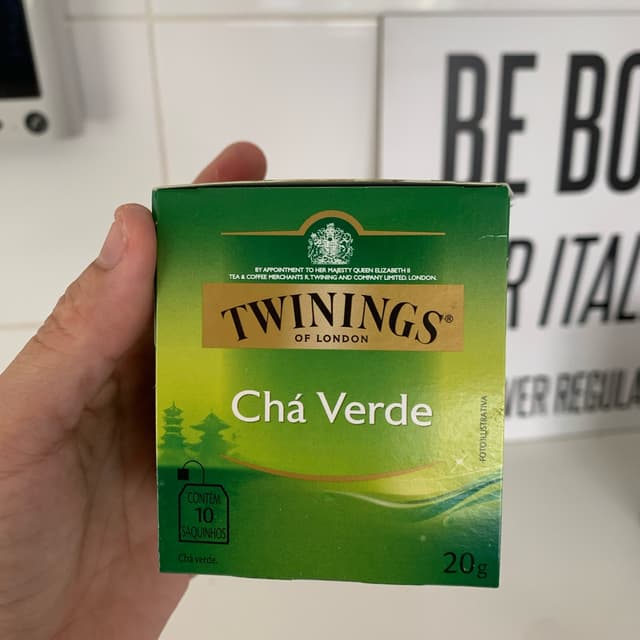 BE BO
R ITAL
VER REGULA
BY APPOINTMENT TO HER MAJESTY QUEEN ELIZABETH II
TEA & COFFEE MERCHANTS R. TWINING AND COMPANY LIMITED, LONDON.
TWININGS®
OF LONDON
Chá Verde
FOTO ILUSTRATIVA
CONTÉM
10
SAQUINHOS
Chá verde.
20g